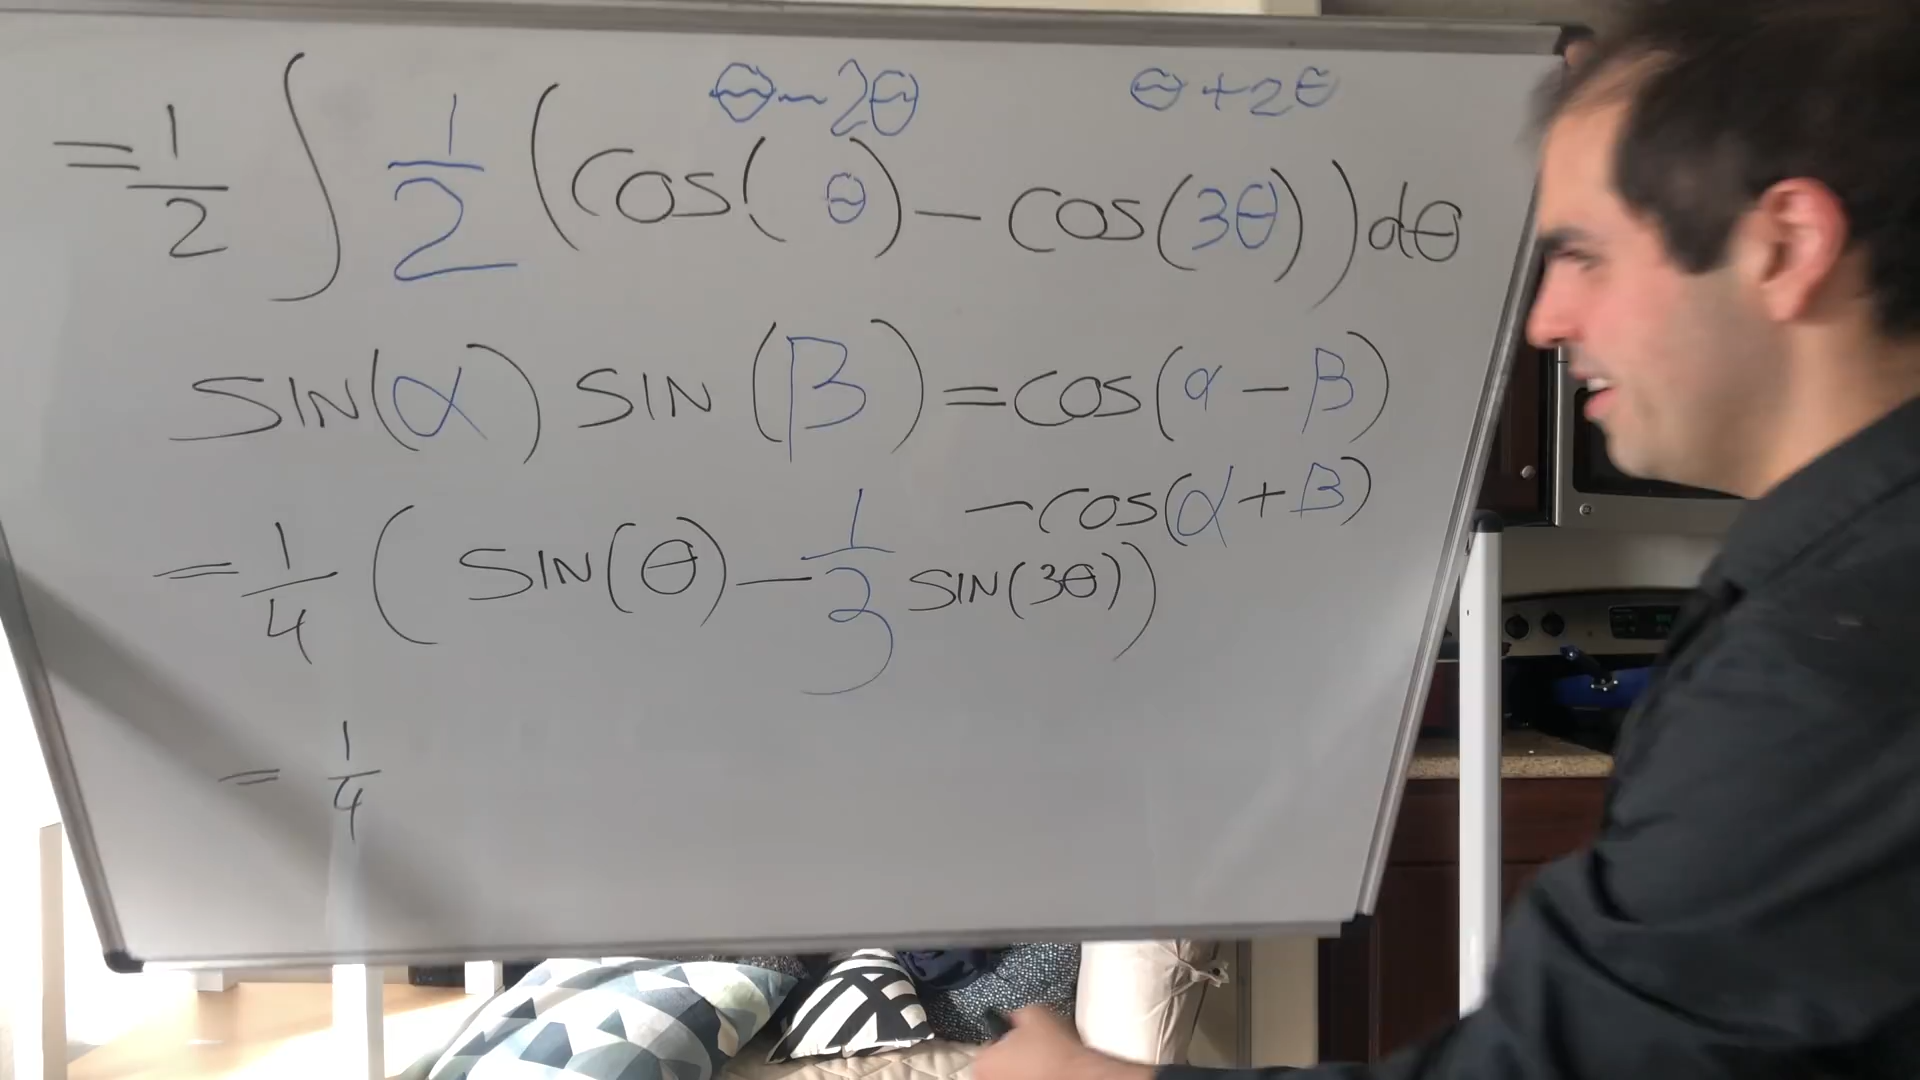 θ-2θ θ+2θ
= 1/2 ∫ 1/2 (cos(θ) - cos(3θ))dθ
SIN(α) SIN(β) = cos(α - β)
- cos(α + β)
= 1/4 ( SIN(θ) - 1/3 SIN(3θ))
= 1/4